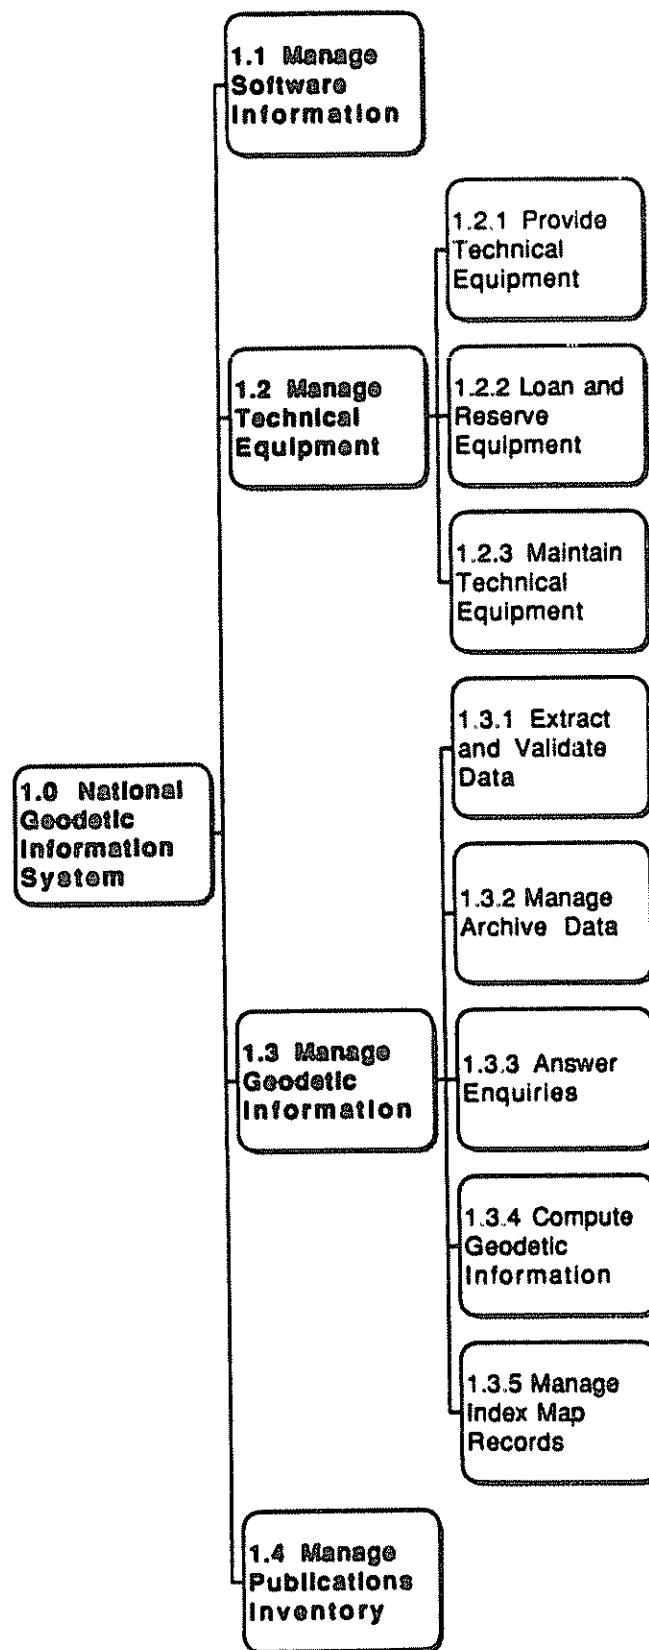 1.1 Manage
Software
Information
1.2.1 Provide
Technical
Equipment
1.2 Manage
Technical
Equipment
1.2.2 Loan and
Reserve
Equipment
1.2.3 Maintain
Technical
Equipment
1.3.1 Extract
and Validate
Data
1.0 National
Geodetic
Information
System
1.3.2 Manage
Archive Data
1.3 Manage
Geodetic
Information
1.3.3 Answer
Enquiries
1.3.4 Compute
Geodetic
Information
1.3.5 Manage
Index Map
Records
1.4 Manage
Publications
Inventory